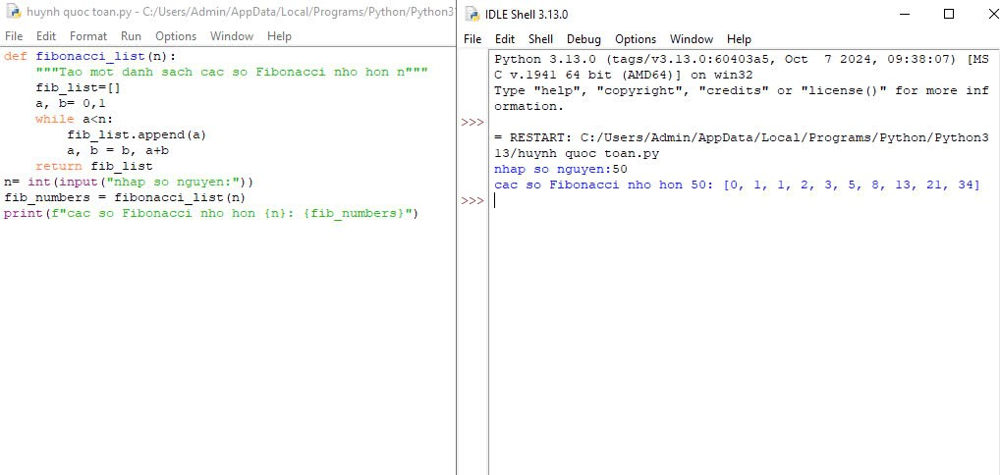 huynh quoc toan.py - C:/Users/Admin/AppData/Local/Programs/Python/Python31
File Edit Format Run Options Window Help
def fibonacci_list(n):
    """Tao mot danh sach cac so Fibonacci nho hon n"""
    fib_list=[]
    a, b= 0,1
    while a<n:
        fib_list.append(a)
        a, b = b, a+b
    return fib_list
n= int(input("nhap so nguyen:"))
fib_numbers = fibonacci_list(n)
print(f"cac so Fibonacci nho hon {n}: {fib_numbers}")
IDLE Shell 3.13.0
File Edit Shell Debug Options Window Help
Python 3.13.0 (tags/v3.13.0:60403a5, Oct  7 2024, 09:38:07) [MS
C v.1941 64 bit (AMD64)] on win32
Type "help", "copyright", "credits" or "license()" for more inf
ormation.
>>>
= RESTART: C:/Users/Admin/AppData/Local/Programs/Python/Python3
13/huynh quoc toan.py
nhap so nguyen:50
cac so Fibonacci nho hon 50: [0, 1, 1, 2, 3, 5, 8, 13, 21, 34]
>>>